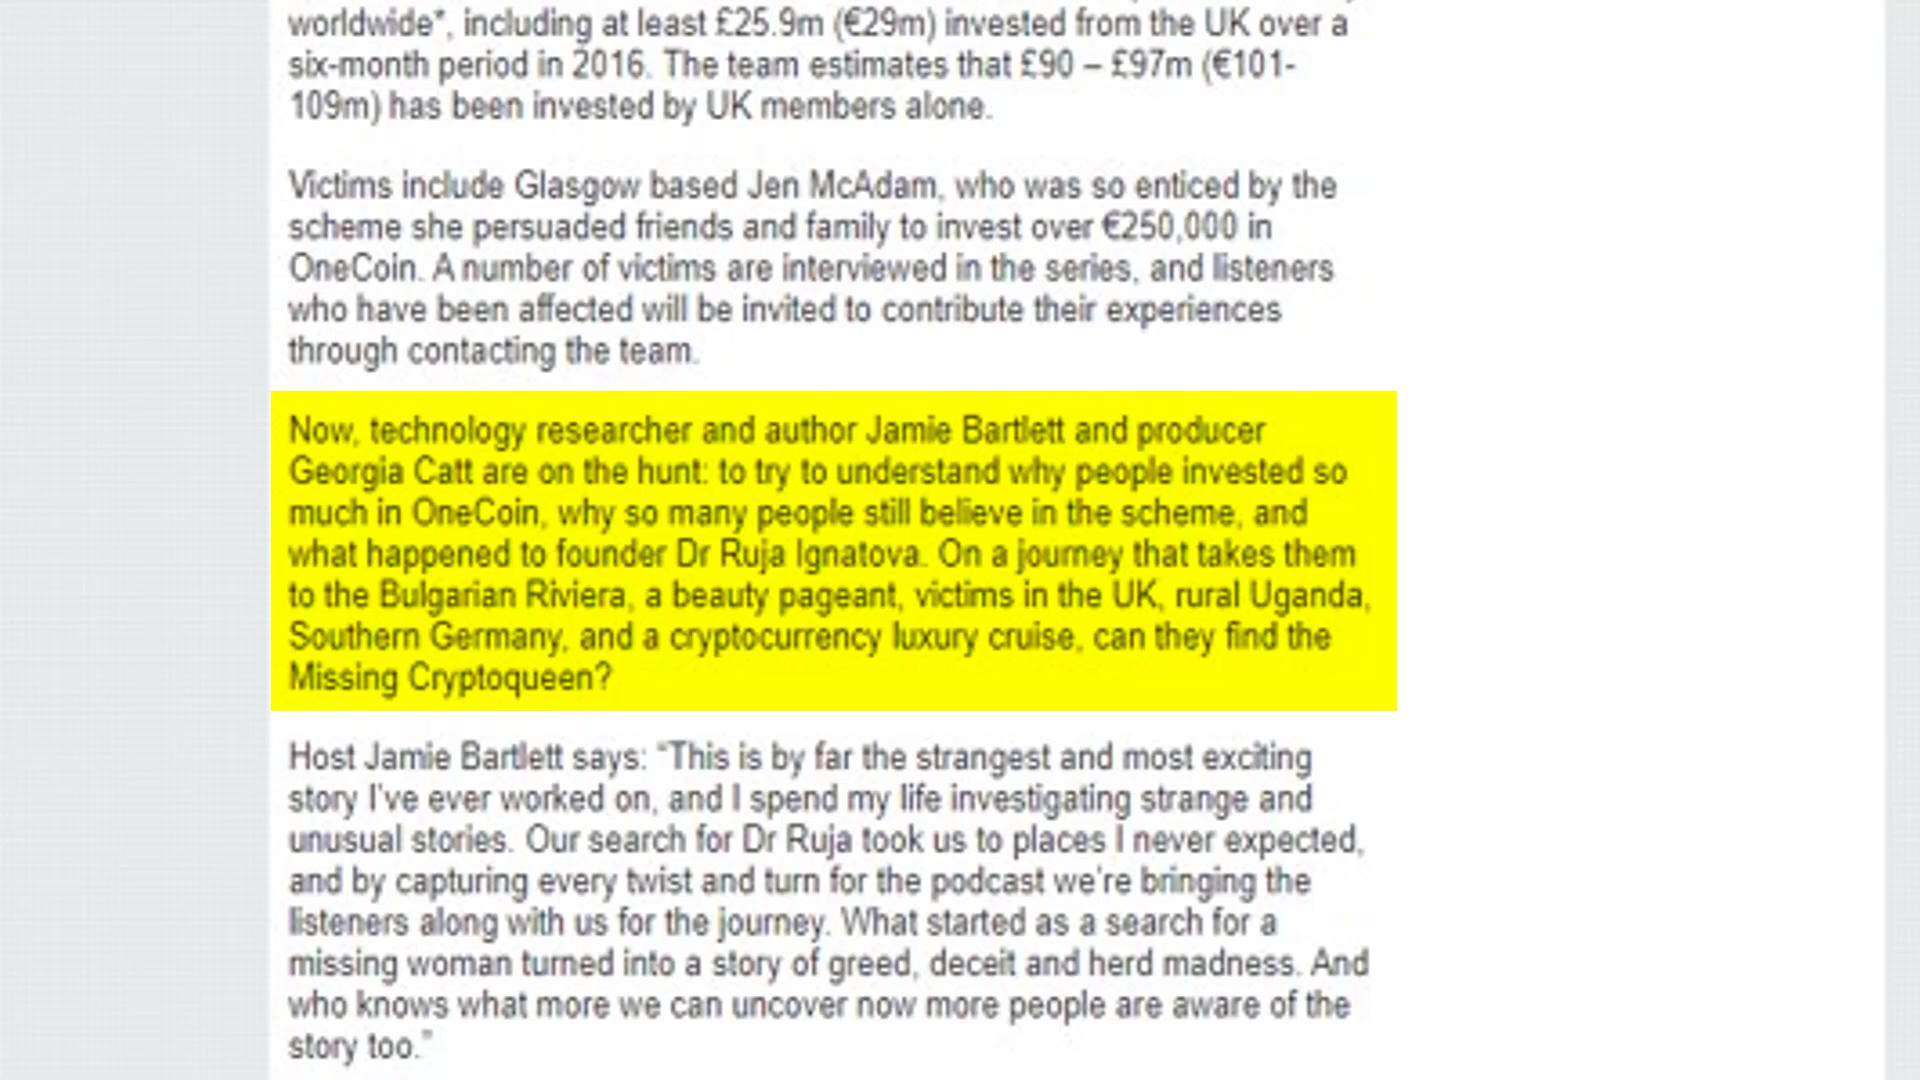 worldwide*, including at least £25.9m (€29m) invested from the UK over a
six-month period in 2016. The team estimates that £90 – £97m (€101-
109m) has been invested by UK members alone.
Victims include Glasgow based Jen McAdam, who was so enticed by the
scheme she persuaded friends and family to invest over €250,000 in
OneCoin. A number of victims are interviewed in the series, and listeners
who have been affected will be invited to contribute their experiences
through contacting the team.
Now, technology researcher and author Jamie Bartlett and producer
Georgia Catt are on the hunt: to try to understand why people invested so
much in OneCoin, why so many people still believe in the scheme, and
what happened to founder Dr Ruja Ignatova. On a journey that takes them
to the Bulgarian Riviera, a beauty pageant, victims in the UK, rural Uganda,
Southern Germany, and a cryptocurrency luxury cruise, can they find the
Missing Cryptoqueen?
Host Jamie Bartlett says: “This is by far the strangest and most exciting
story I've ever worked on, and I spend my life investigating strange and
unusual stories. Our search for Dr Ruja took us to places I never expected,
and by capturing every twist and turn for the podcast we're bringing the
listeners along with us for the journey. What started as a search for a
missing woman turned into a story of greed, deceit and herd madness. And
who knows what more we can uncover now more people are aware of the
story too.”